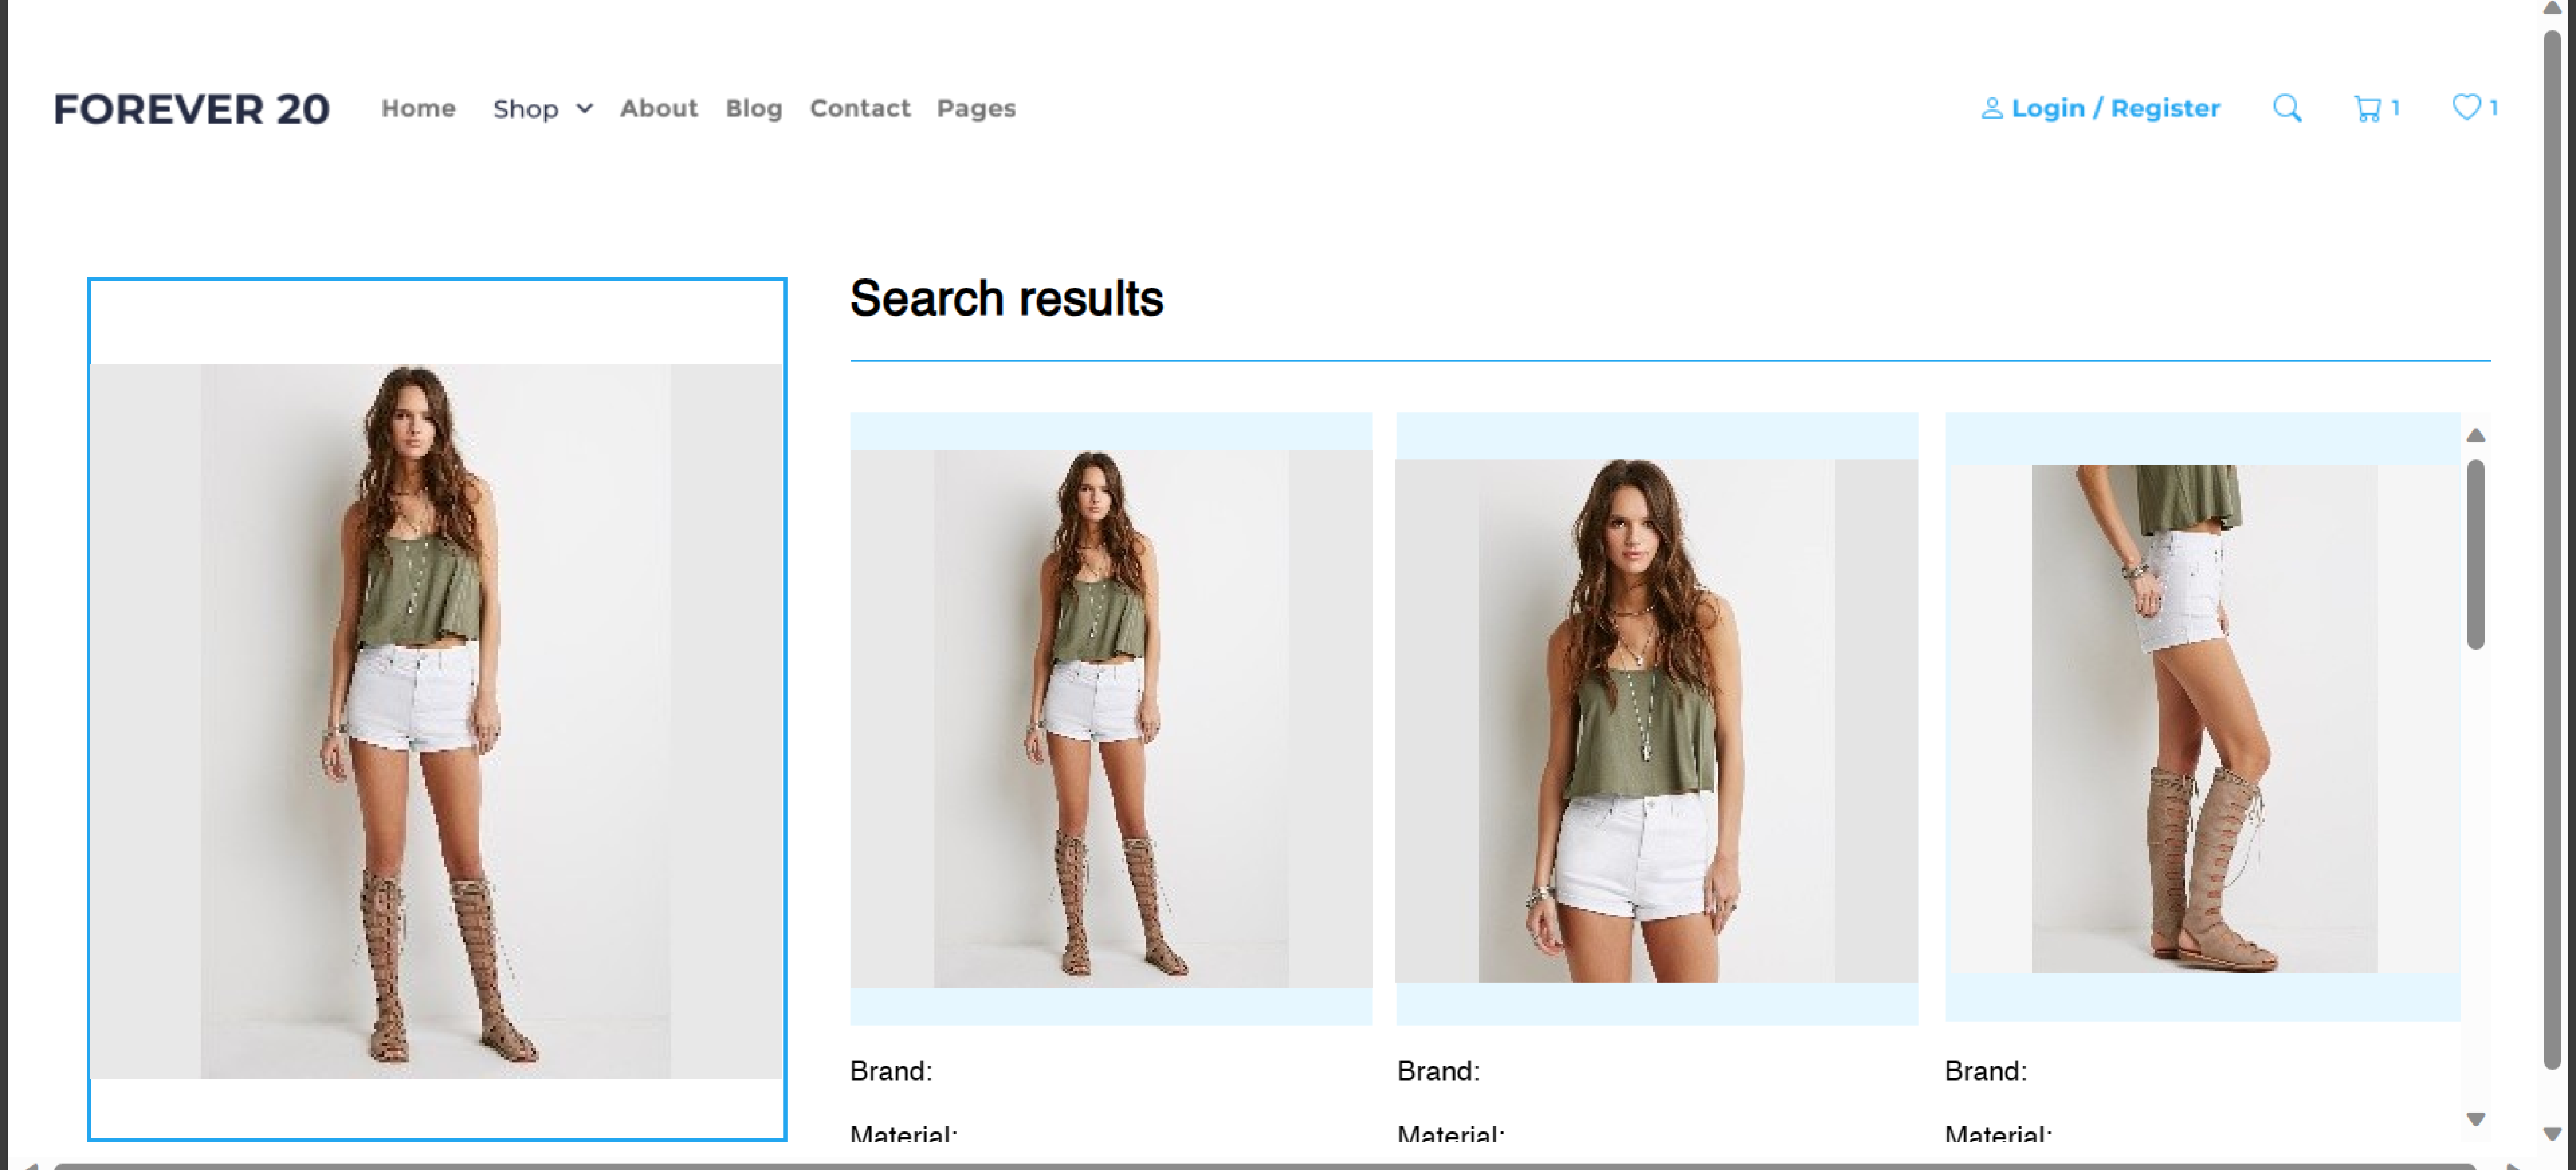 FOREVER 20 Home Shop About Blog Contact Pages Login / Register 1 1
Search results
Brand: Brand: Brand:
Material: Material: Material: